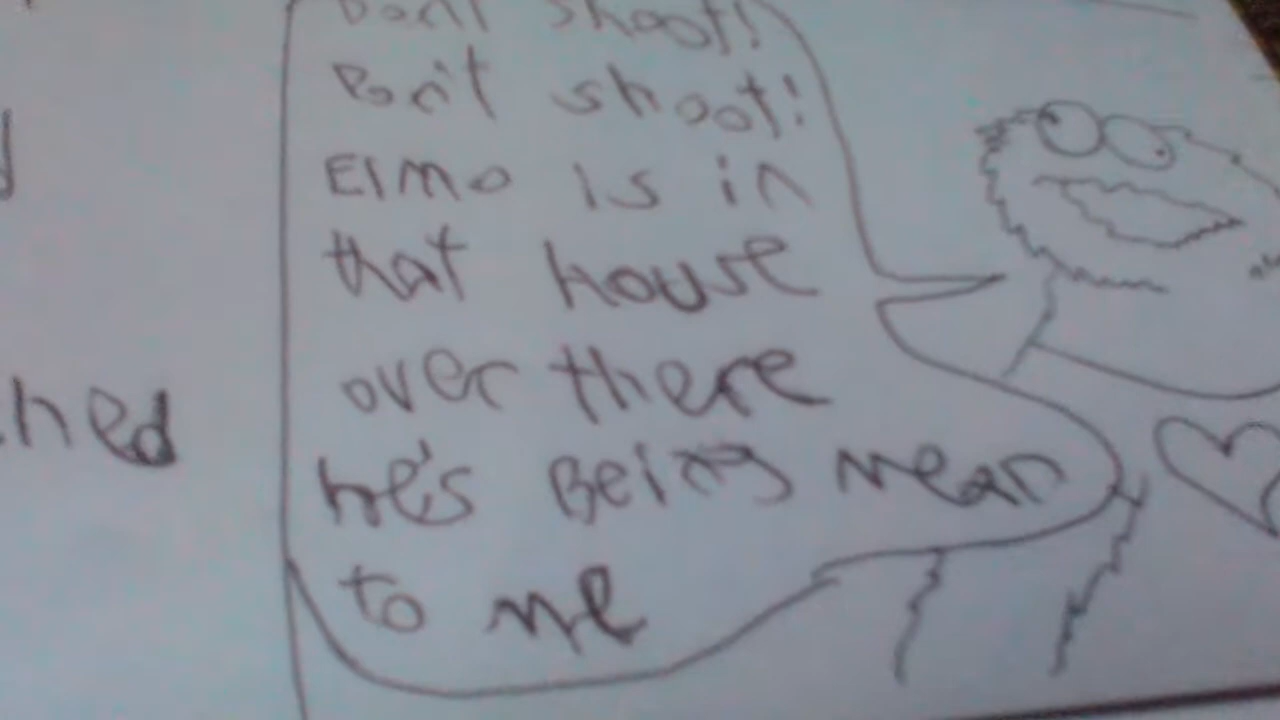 Don't shoot!
Don't shoot!
Elmo is in
that house
over there
he's Being mean
to me
hed